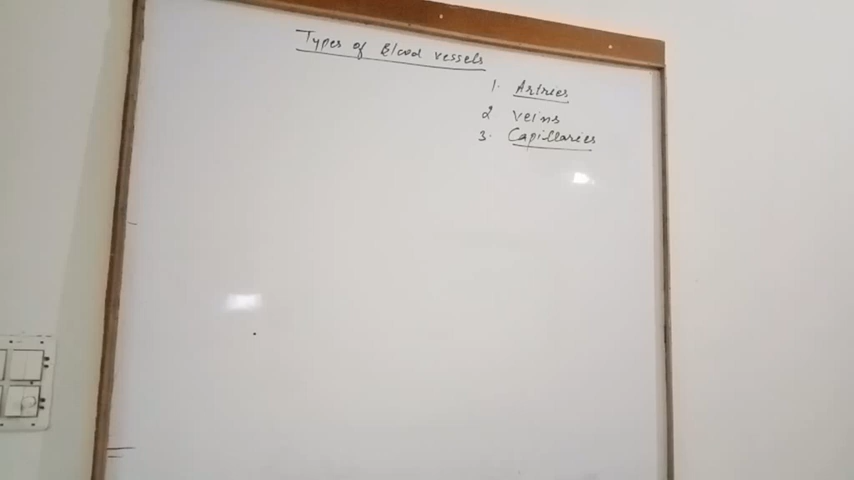 Types of Blood vessels
1. Artries
2 veins
3. Capillaries